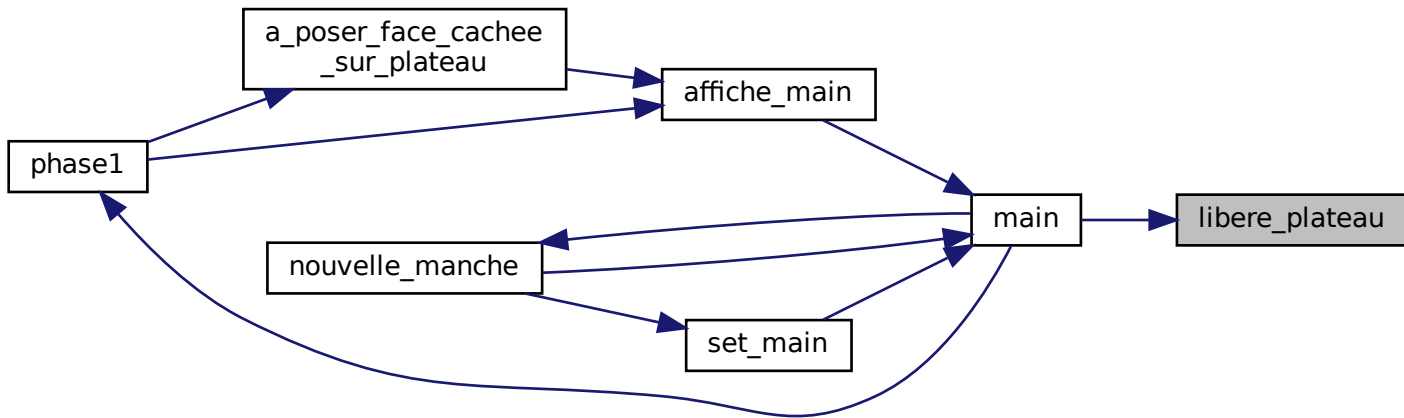 a_poser_face_cachee
_sur_plateau
affiche_main
phase1
main
libere_plateau
nouvelle_manche
set_main